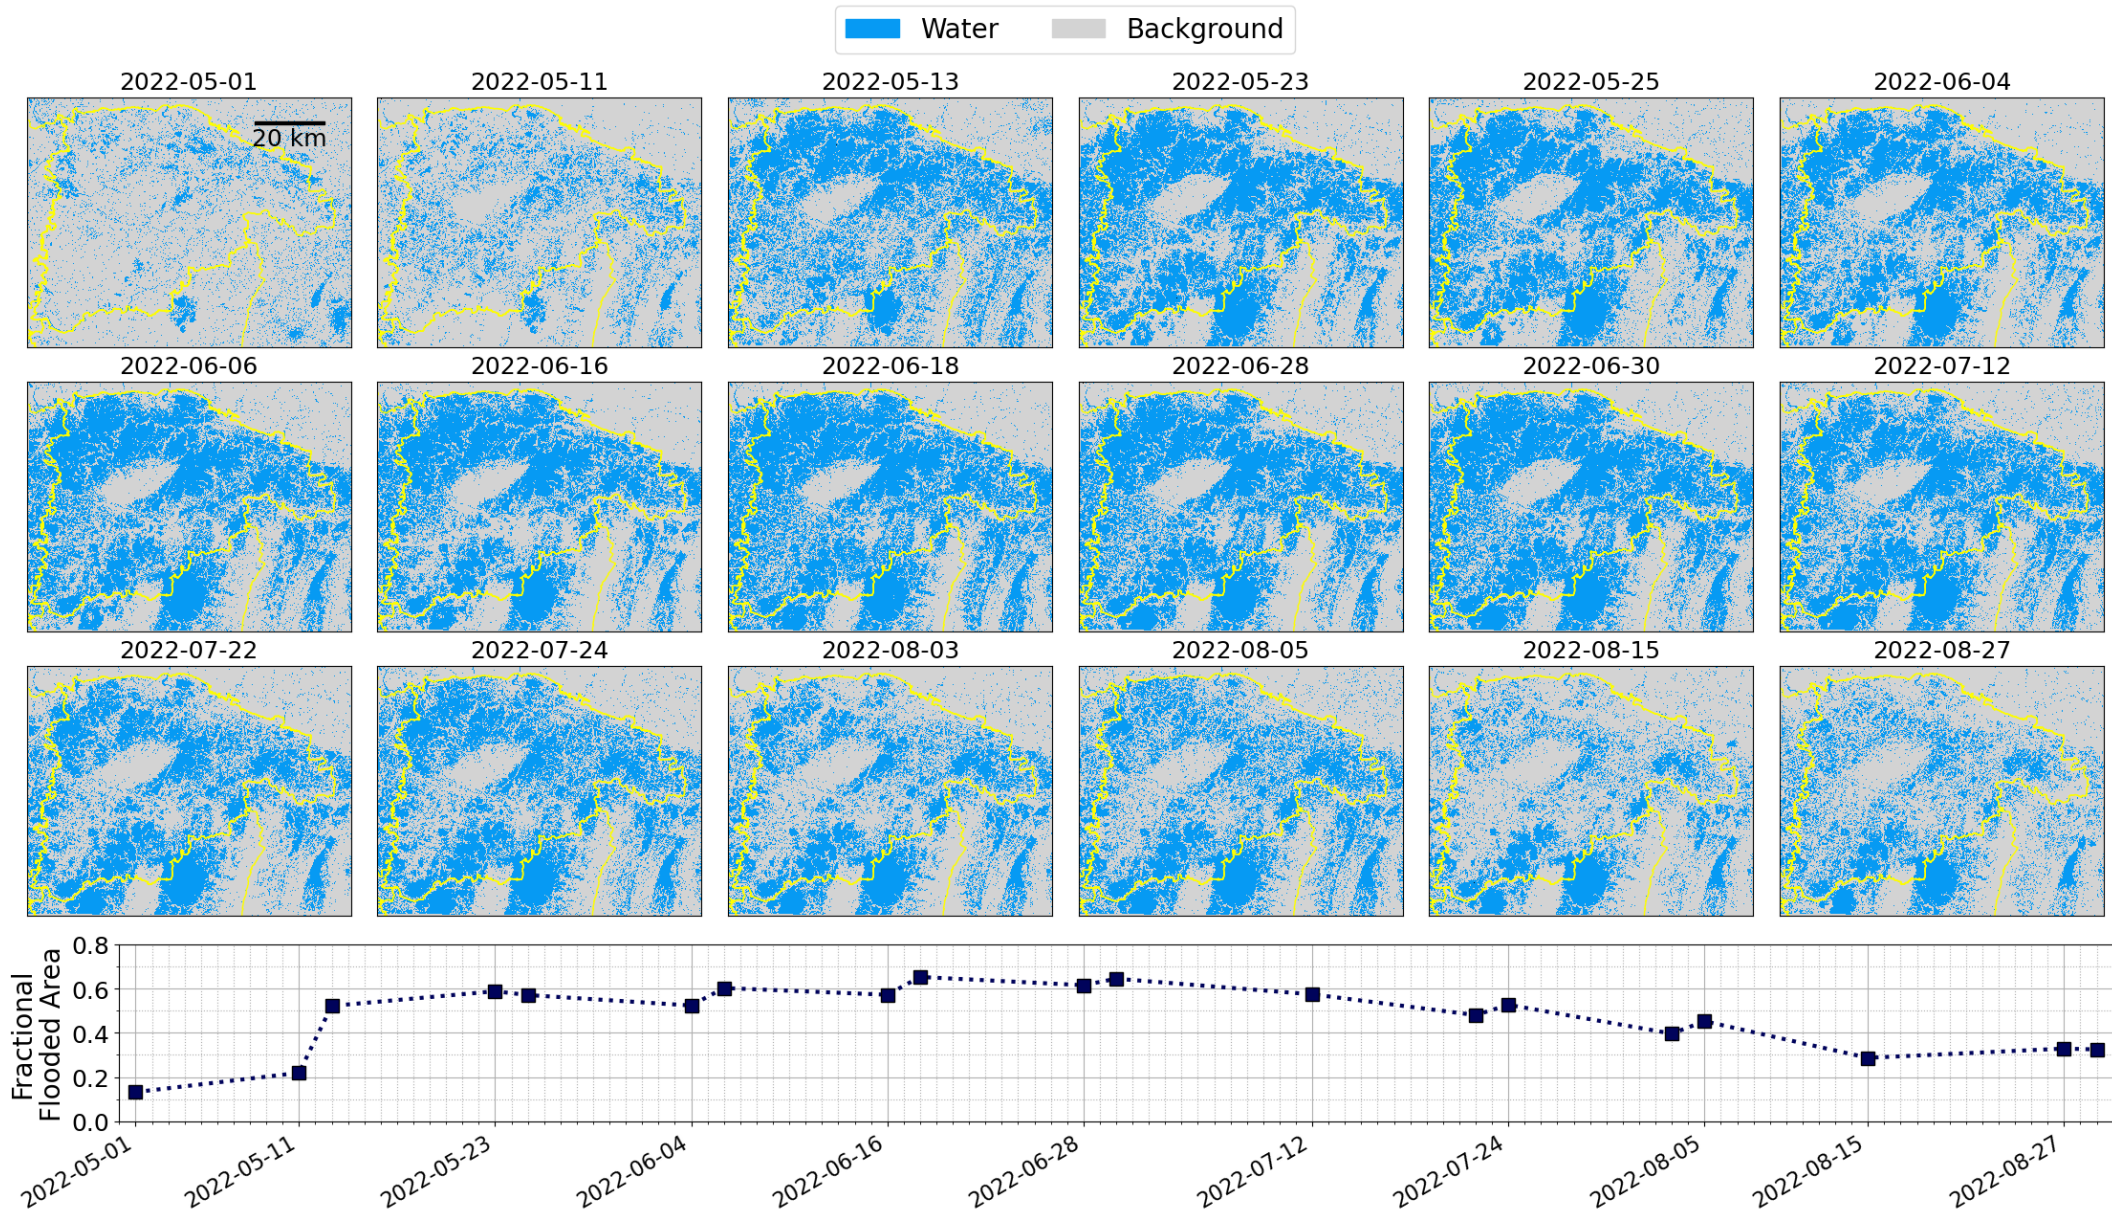 Water Background
2022-05-01 2022-05-11 2022-05-13 2022-05-23 2022-05-25 2022-06-04
20 km
2022-06-06 2022-06-16 2022-06-18 2022-06-28 2022-06-30 2022-07-12
2022-07-22 2022-07-24 2022-08-03 2022-08-05 2022-08-15 2022-08-27
Fractional
Flooded Area
0.8
0.6
0.4
0.2
0.0
2022-05-01 2022-05-11 2022-05-23 2022-06-04 2022-06-16 2022-06-28 2022-07-12 2022-07-24 2022-08-05 2022-08-15 2022-08-27